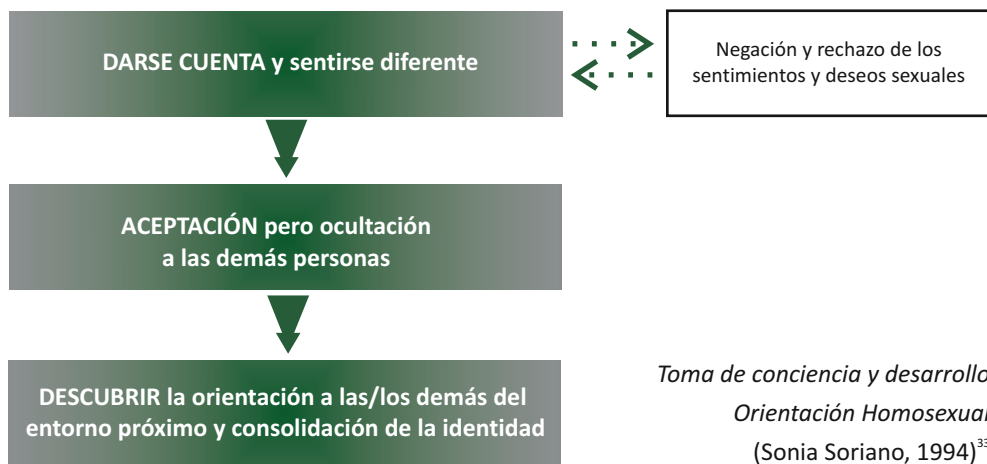 DARSE CUENTA y sentirse diferente
Negación y rechazo de los
sentimientos y deseos sexuales
ACEPTACIÓN pero ocultación
a las demás personas
DESCUBRIR la orientación a las/los demás del
entorno próximo y consolidación de la identidad
Toma de conciencia y desarrollo
Orientación Homosexual
(Sonia Soriano, 1994)³³